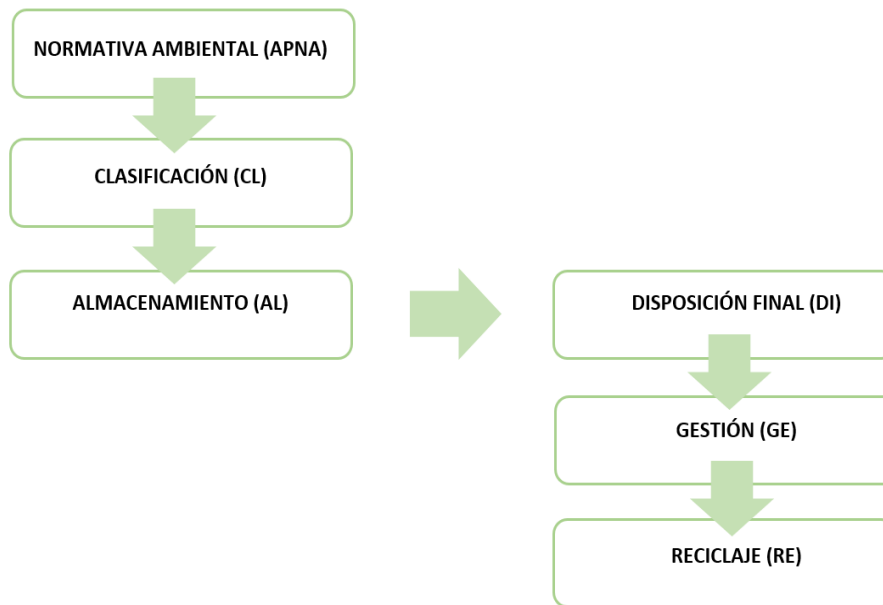 NORMATIVA AMBIENTAL (APNA)
CLASIFICACIÓN (CL)
ALMACENAMIENTO (AL)
DISPOSICIÓN FINAL (DI)
GESTIÓN (GE)
RECICLAJE (RE)